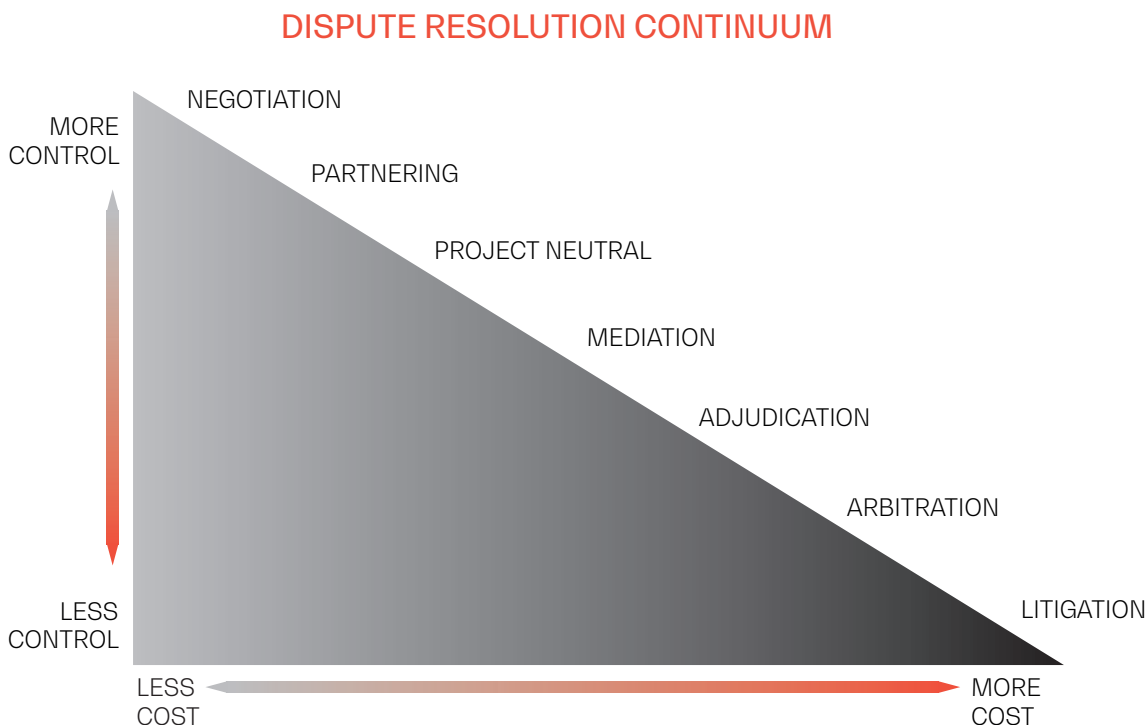 DISPUTE RESOLUTION CONTINUUM
NEGOTIATION
MORE
CONTROL
PARTNERING
PROJECT NEUTRAL
MEDIATION
ADJUDICATION
ARBITRATION
LESS
CONTROL
LITIGATION
LESS
COST
MORE
COST